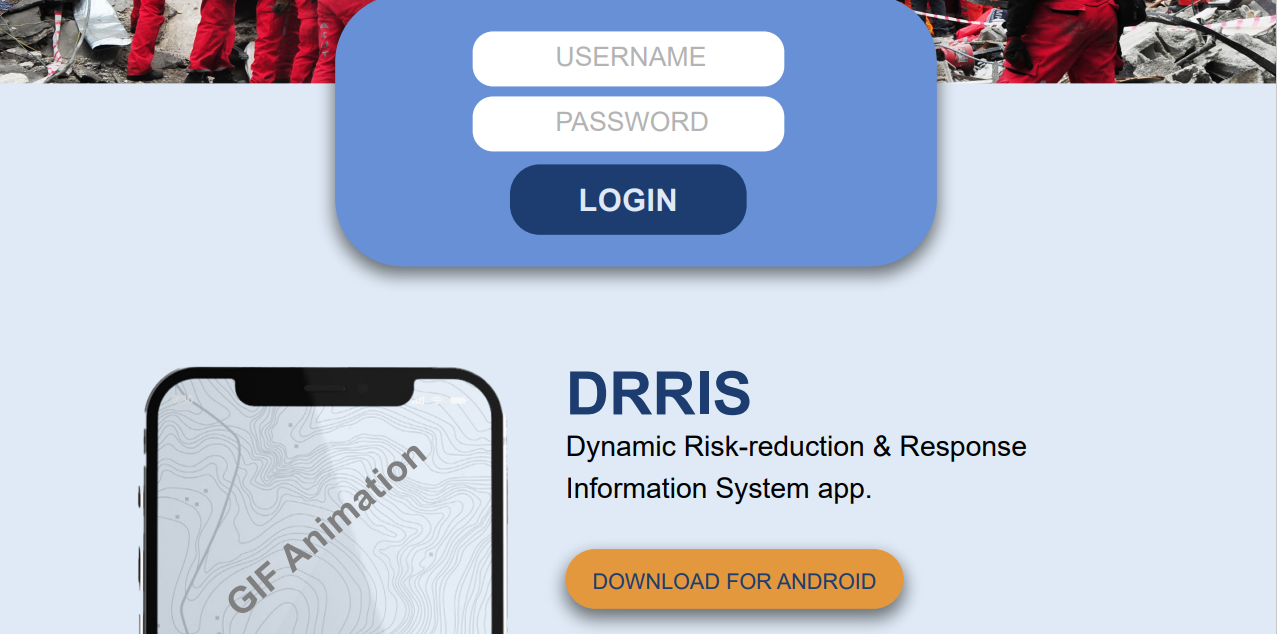 USERNAME
PASSWORD
LOGIN
DRRIS
Dynamic Risk-reduction & Response
Information System app.
GIF Animation
DOWNLOAD FOR ANDROID